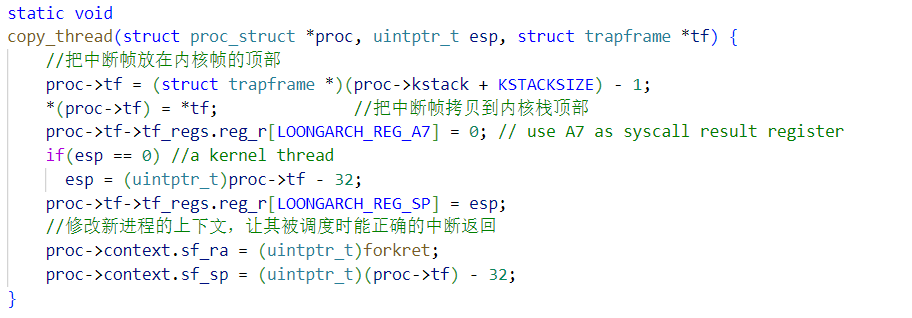 static void
copy_thread(struct proc_struct *proc, uintptr_t esp, struct trapframe *tf) {
    //把中断帧放在内核帧的顶部
    proc->tf = (struct trapframe *)(proc->kstack + KSTACKSIZE) - 1;
    *(proc->tf) = *tf;              //把中断帧拷贝到内核栈顶部
    proc->tf->tf_regs.reg_r[LOONGARCH_REG_A7] = 0; // use A7 as syscall result register
    if(esp == 0) //a kernel thread
      esp = (uintptr_t)proc->tf - 32;
    proc->tf->tf_regs.reg_r[LOONGARCH_REG_SP] = esp;
    //修改新进程的上下文，让其被调度时能正确的中断返回
    proc->context.sf_ra = (uintptr_t)forkret;
    proc->context.sf_sp = (uintptr_t)(proc->tf) - 32;
}